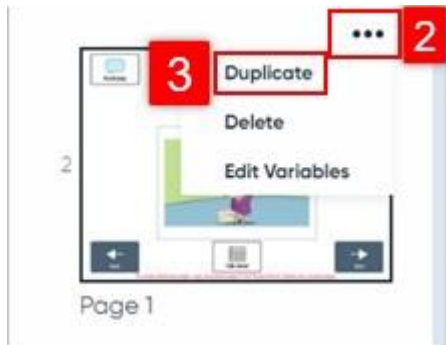 2
3
Duplicate
Delete
2
Edit Variables
Page 1